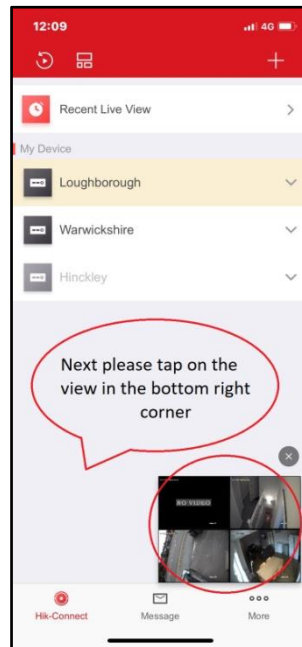 12:09
4G
Recent Live View
My Device
Loughborough
Warwickshire
Hinckley
Next please tap on the
view in the bottom right
corner
NO VIDEO
Hik-Connect
Message
More